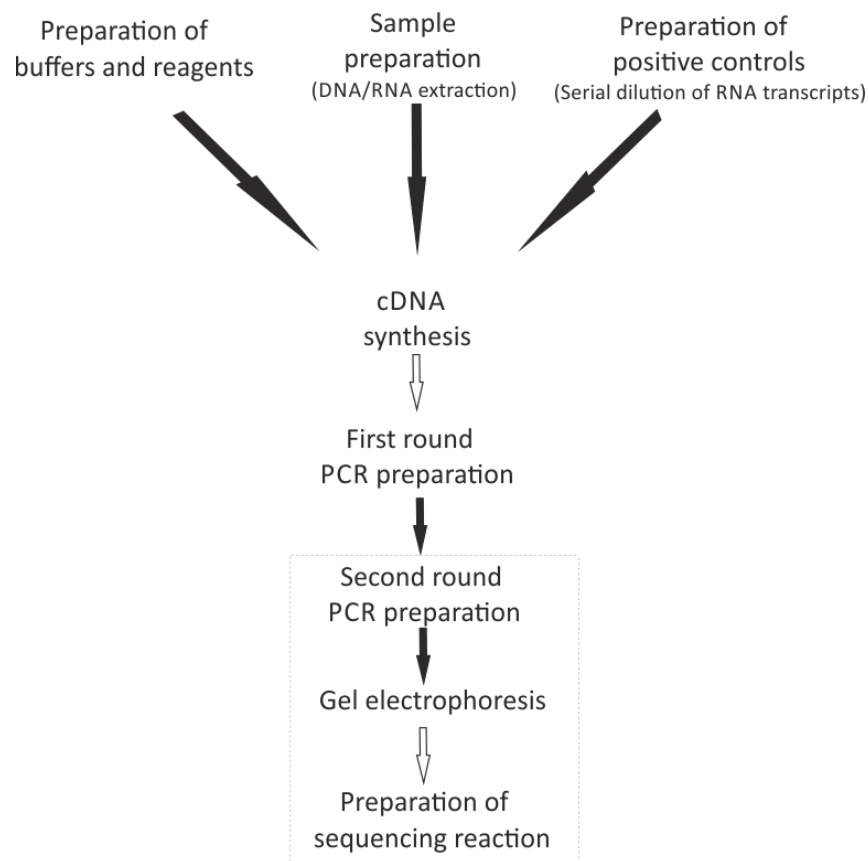 Preparation of
buffers and reagents
Sample
preparation
(DNA/RNA extraction)
Preparation of
positive controls
(Serial dilution of RNA transcripts)
cDNA
synthesis
First round
PCR preparation
Second round
PCR preparation
Gel electrophoresis
Preparation of
sequencing reaction